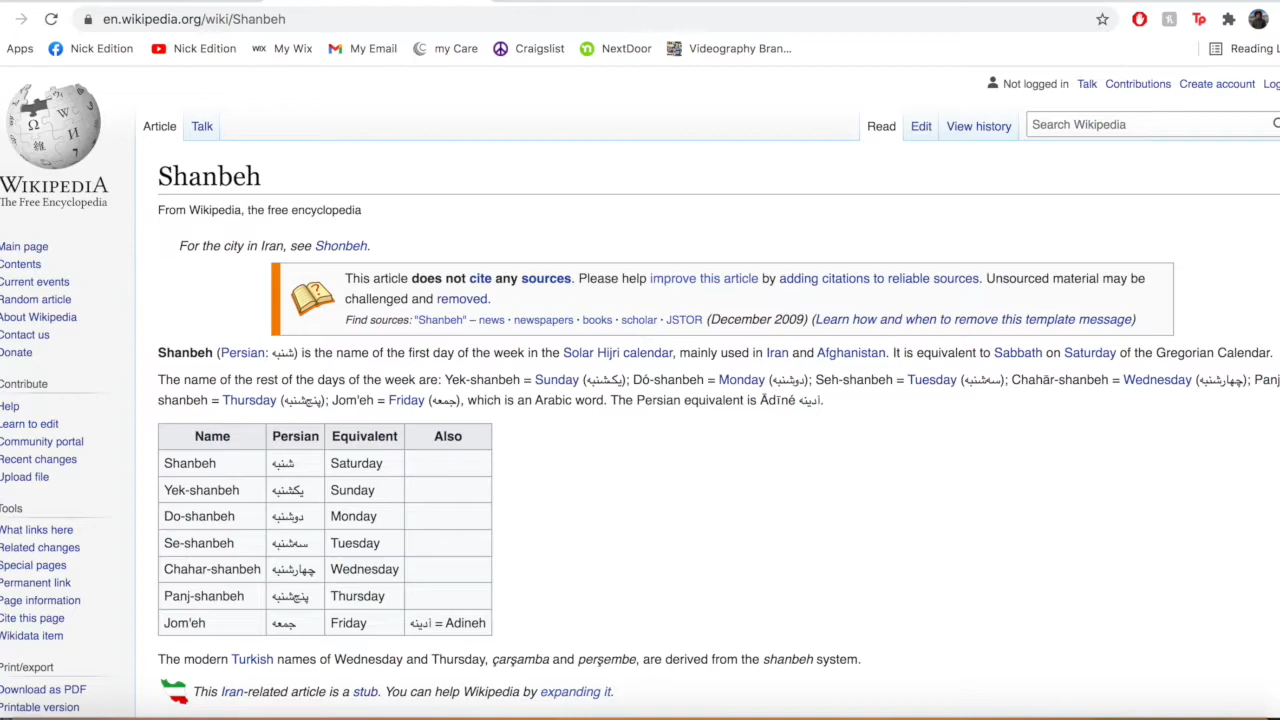 en.wikipedia.org/wiki/Shanbeh
Apps Nick Edition Nick Edition WIX My Wix My Email my Care Craigslist NextDoor Videography Bran... Reading
Not logged in Talk Contributions Create account Log
Article Talk Read Edit View history Search Wikipedia
WIKIPEDIA
The Free Encyclopedia
Main page
Contents
Current events
Random article
About Wikipedia
Contact us
Donate
Contribute
Help
Learn to edit
Community portal
Recent changes
Upload file
Tools
What links here
Related changes
Special pages
Permanent link
Page information
Cite this page
Wikidata item
Print/export
Download as PDF
Printable version
Shanbeh
From Wikipedia, the free encyclopedia
For the city in Iran, see Shonbeh.
This article does not cite any sources. Please help improve this article by adding citations to reliable sources. Unsourced material may be
challenged and removed.
Find sources: "Shanbeh" – news · newspapers · books · scholar · JSTOR (December 2009) (Learn how and when to remove this template message)
Shanbeh (Persian: شنبه) is the name of the first day of the week in the Solar Hijri calendar, mainly used in Iran and Afghanistan. It is equivalent to Sabbath on Saturday of the Gregorian Calendar.
The name of the rest of the days of the week are: Yek-shanbeh = Sunday (یکشنبه); Dó-shanbeh = Monday (دوشنبه); Seh-shanbeh = Tuesday (سه‌شنبه); Chahār-shanbeh = Wednesday (چهارشنبه); Panj
shanbeh = Thursday (پنج‌شنبه); Jom'eh = Friday (جمعه), which is an Arabic word. The Persian equivalent is Ādīné آدینه.
Name Persian Equivalent Also
Shanbeh شنبه Saturday
Yek-shanbeh یکشنبه Sunday
Do-shanbeh دوشنبه Monday
Se-shanbeh سه‌شنبه Tuesday
Chahar-shanbeh چهارشنبه Wednesday
Panj-shanbeh پنج‌شنبه Thursday
Jom'eh جمعه Friday آدینه = Adineh
The modern Turkish names of Wednesday and Thursday, çarşamba and perşembe, are derived from the shanbeh system.
This Iran-related article is a stub. You can help Wikipedia by expanding it.